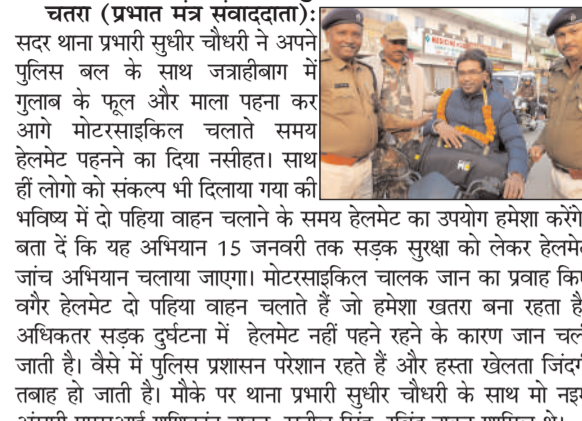 चतरा (प्रभात मंत्र संवाददाता):
सदर थाना प्रभारी सुधीर चौधरी ने अपने
पुलिस बल के साथ जत्राहीबाग में
गुलाब के फूल और माला पहना कर
आगे मोटरसाइकिल चलाते समय
हेलमेट पहनने का दिया नसीहत। साथ
हीं लोगो को संकल्प भी दिलाया गया की
भविष्य में दो पहिया वाहन चलाने के समय हेलमेट का उपयोग हमेशा करेंगे
बता दें कि यह अभियान 15 जनवरी तक सड़क सुरक्षा को लेकर हेलमेट
जांच अभियान चलाया जाएगा। मोटरसाइकिल चालक जान का प्रवाह किए
वगैर हेलमेट दो पहिया वाहन चलाते हैं जो हमेशा खतरा बना रहता है
अधिकतर सड़क दुर्घटना में हेलमेट नहीं पहने रहने के कारण जान चली
जाती है। वैसे में पुलिस प्रशासन परेशान रहते हैं और हस्ता खेलता जिंदगी
तबाह हो जाती है। मौके पर थाना प्रभारी सुधीर चौधरी के साथ मो नइम
MEDICINE